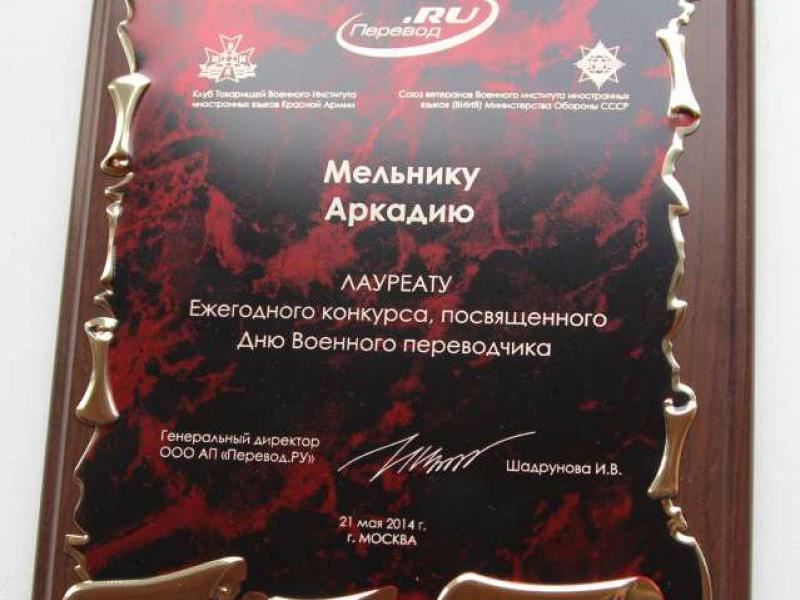 .RU
Перевод
Клуб Товарищей Военного Института
иностранных языков Красной Армии
Союз ветеранов Военного института иностранных
языков (ВИИЯ) Министерства Обороны СССР
Мельнику
Аркадию
ЛАУРЕАТУ
Ежегодного конкурса, посвященного
Дню Военного переводчика
Генеральный директор
ООО АП «Перевод.РУ»
Шадрунова И.В.
21 мая 2014 г.
г. МОСКВА